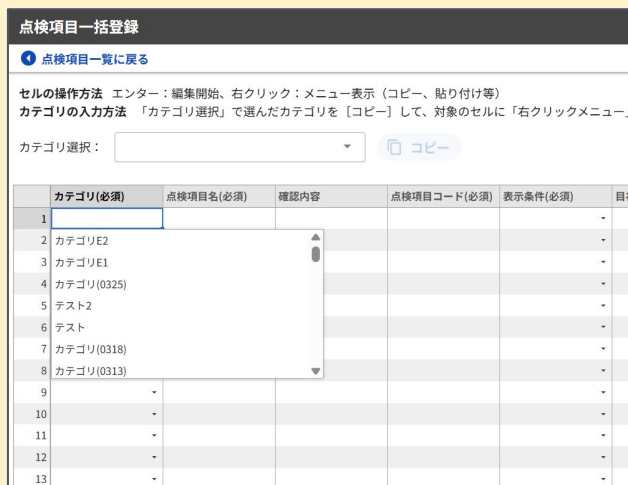 点検項目一括登録
点検項目一覧に戻る
セルの操作方法 エンター：編集開始、右クリック：メニュー表示（コピー、貼り付け等）
カテゴリの入力方法 「カテゴリ選択」で選んだカテゴリを［コピー］して、対象のセルに「右クリックメニュー」
カテゴリ選択： コピー
カテゴリ(必須) 点検項目名(必須) 確認内容 点検項目コード(必須) 表示条件(必須)
1
2 カテゴリE2
3 カテゴリE1
4 カテゴリ(0325)
5 テスト2
6 テスト
7 カテゴリ(0318)
8 カテゴリ(0313)
9
10
11
12
13